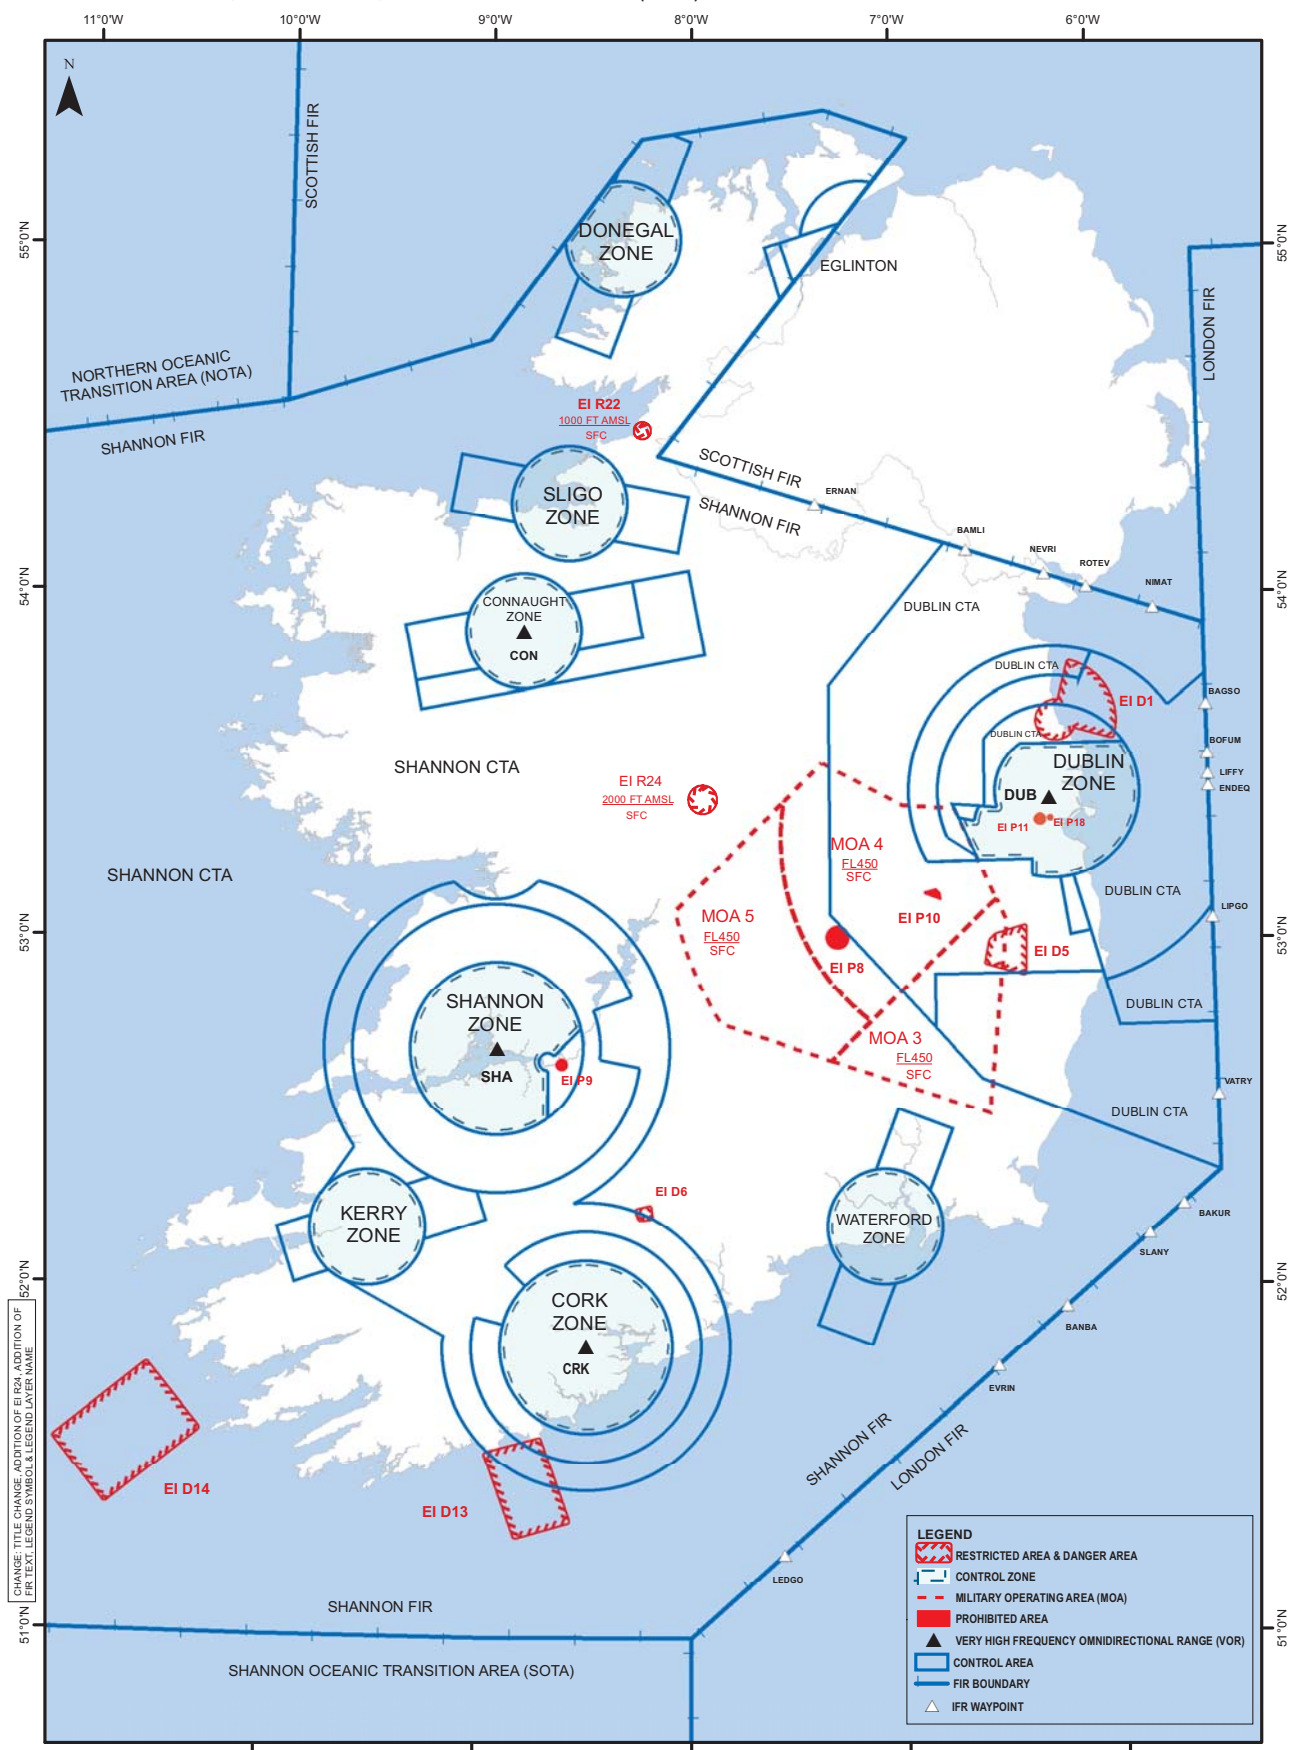 11°0'W
10°0'W
9°0'W
8°0'W
7°0'W
6°0'W
N
SCOTTISH FIR
55°0'N
55°0'N
DONEGAL
ZONE
EGLINTON
LONDON FIR
NORTHERN OCEANIC
TRANSITION AREA (NOTA)
SHANNON FIR
EI R22
1000 FT AMSL
SFC
SCOTTISH FIR
SHANNON FIR
SLIGO
ZONE
ERNAN
BAMLI
NEVRI
ROTEV
NIMAT
54°0'N
54°0'N
CONNAUGHT
ZONE
CON
DUBLIN CTA
DUBLIN CTA
EI D1
BAGSO
DUBLIN CTA
BOFUM
LIFFY
ENDEQ
DUBLIN
ZONE
DUB
EI P11
EI P18
SHANNON CTA
EI R24
2000 FT AMSL
SFC
MOA 4
FL450
SFC
SHANNON CTA
DUBLIN CTA
LIPGO
MOA 5
FL450
SFC
EI P10
EI P8
EI D5
53°0'N
53°0'N
SHANNON
ZONE
SHA
EI P9
DUBLIN CTA
MOA 3
FL450
SFC
VATRY
DUBLIN CTA
EI D6
KERRY
ZONE
WATERFORD
ZONE
BAKUR
SLANY
52°0'N
52°0'N
CORK
ZONE
CRK
BANBA
EVRIN
CHANGE: TITLE CHANGE, ADDITION OF EI R24, ADDITION OF
FIR TEXT, LEGEND SYMBOL & LEGEND LAYER NAME
EI D14
EI D13
SHANNON FIR
LONDON FIR
LEDGO
SHANNON FIR
51°0'N
51°0'N
SHANNON OCEANIC TRANSITION AREA (SOTA)
LEGEND
RESTRICTED AREA & DANGER AREA
CONTROL ZONE
MILITARY OPERATING AREA (MOA)
PROHIBITED AREA
VERY HIGH FREQUENCY OMNIDIRECTIONAL RANGE (VOR)
CONTROL AREA
FIR BOUNDARY
IFR WAYPOINT